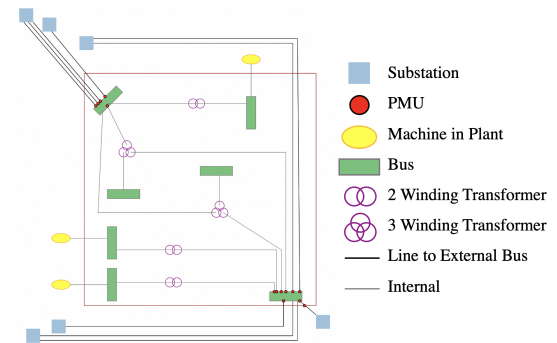 Substation
PMU
Machine in Plant
Bus
2 Winding Transformer
3 Winding Transformer
Line to External Bus
Internal